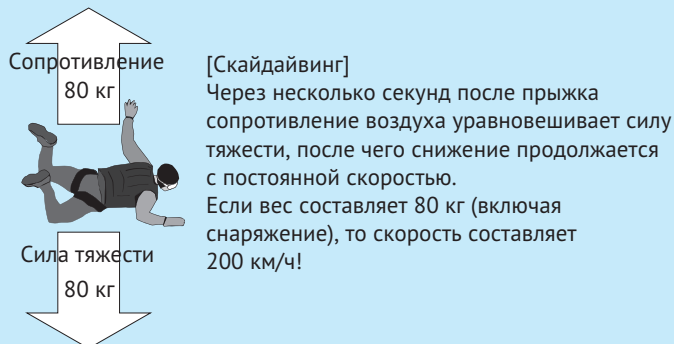 Сопротивление
80 кг
Сила тяжести
80 кг
[Скайдайвинг]
Через несколько секунд после прыжка
сопротивление воздуха уравновешивает силу
тяжести, после чего снижение продолжается
с постоянной скоростью.
Если вес составляет 80 кг (включая
снаряжение), то скорость составляет
200 км/ч!